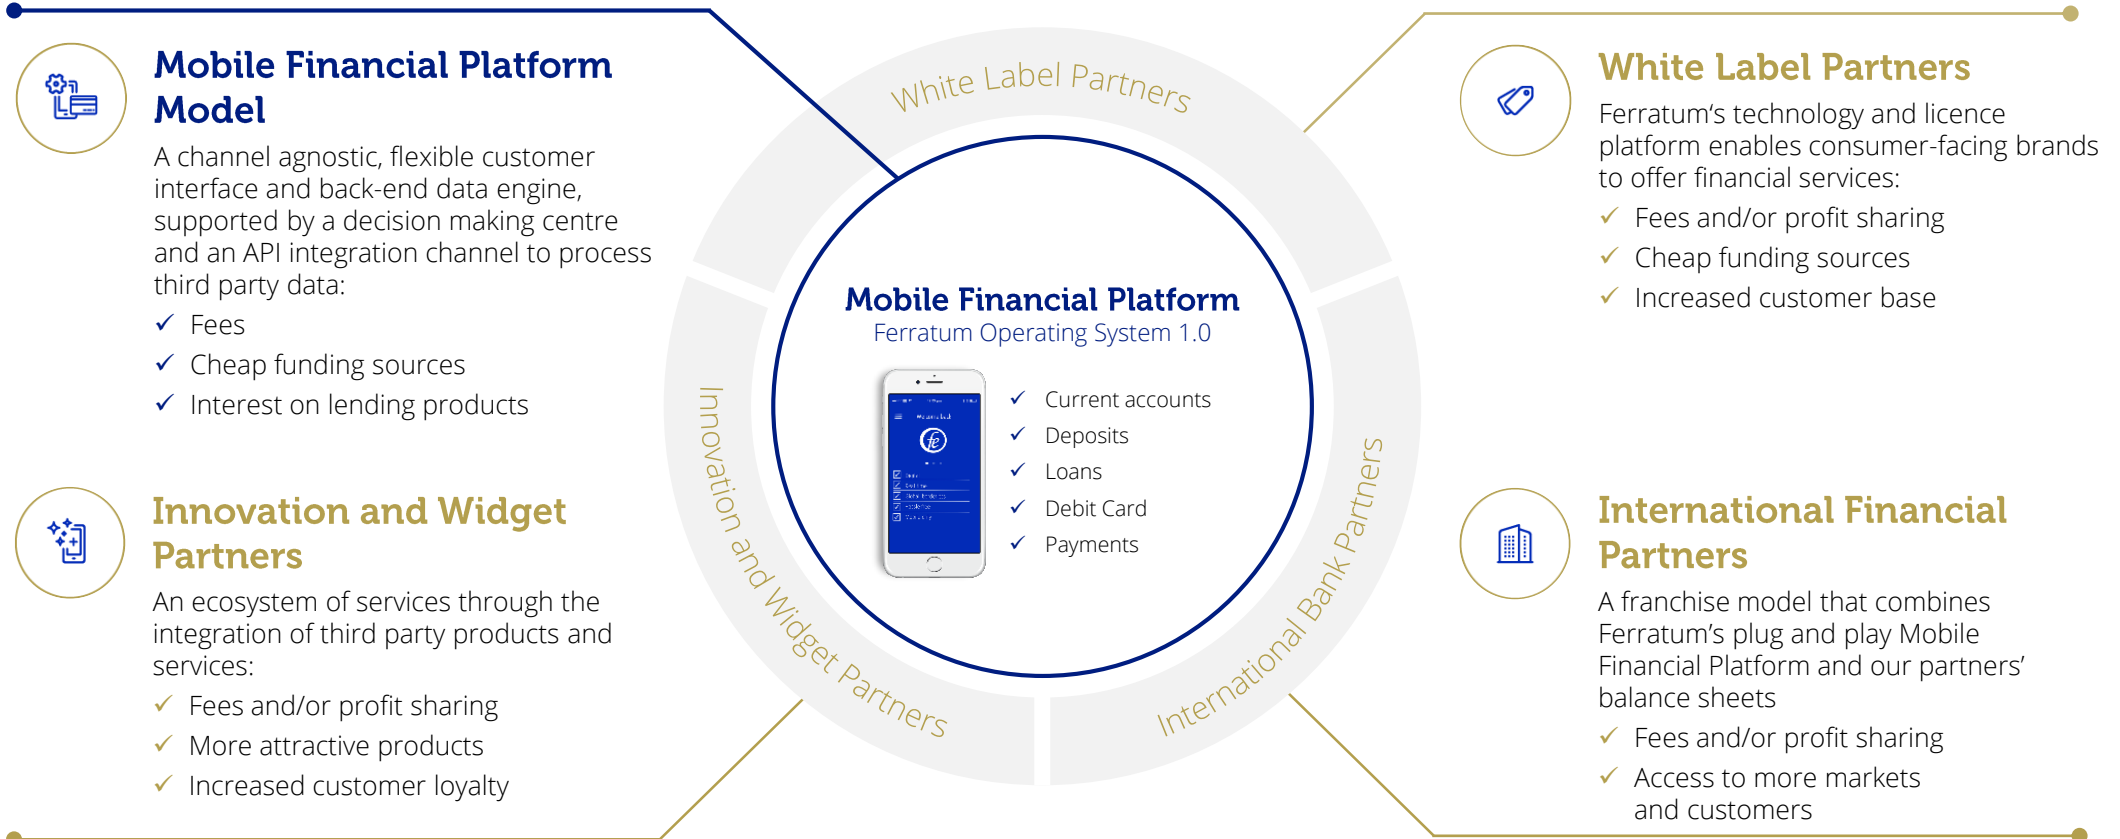 Mobile Financial Platform
Model
A channel agnostic, flexible customer
interface and back-end data engine,
supported by a decision making centre
and an API integration channel to process
third party data:
✓ Fees
✓ Cheap funding sources
✓ Interest on lending products
Innovation and Widget
Partners
An ecosystem of services through the
integration of third party products and
services:
✓ Fees and/or profit sharing
✓ More attractive products
✓ Increased customer loyalty
White Label Partners
Innovation and Widget Partners
International Bank Partners
Mobile Financial Platform
Ferratum Operating System 1.0
Welcome back
fe
✓ Current accounts
✓ Deposits
✓ Loans
✓ Debit Card
✓ Payments
White Label Partners
Ferratum‘s technology and licence
platform enables consumer-facing brands
to offer financial services:
✓ Fees and/or profit sharing
✓ Cheap funding sources
✓ Increased customer base
International Financial
Partners
A franchise model that combines
Ferratum’s plug and play Mobile
Financial Platform and our partners’
balance sheets
✓ Fees and/or profit sharing
✓ Access to more markets
and customers